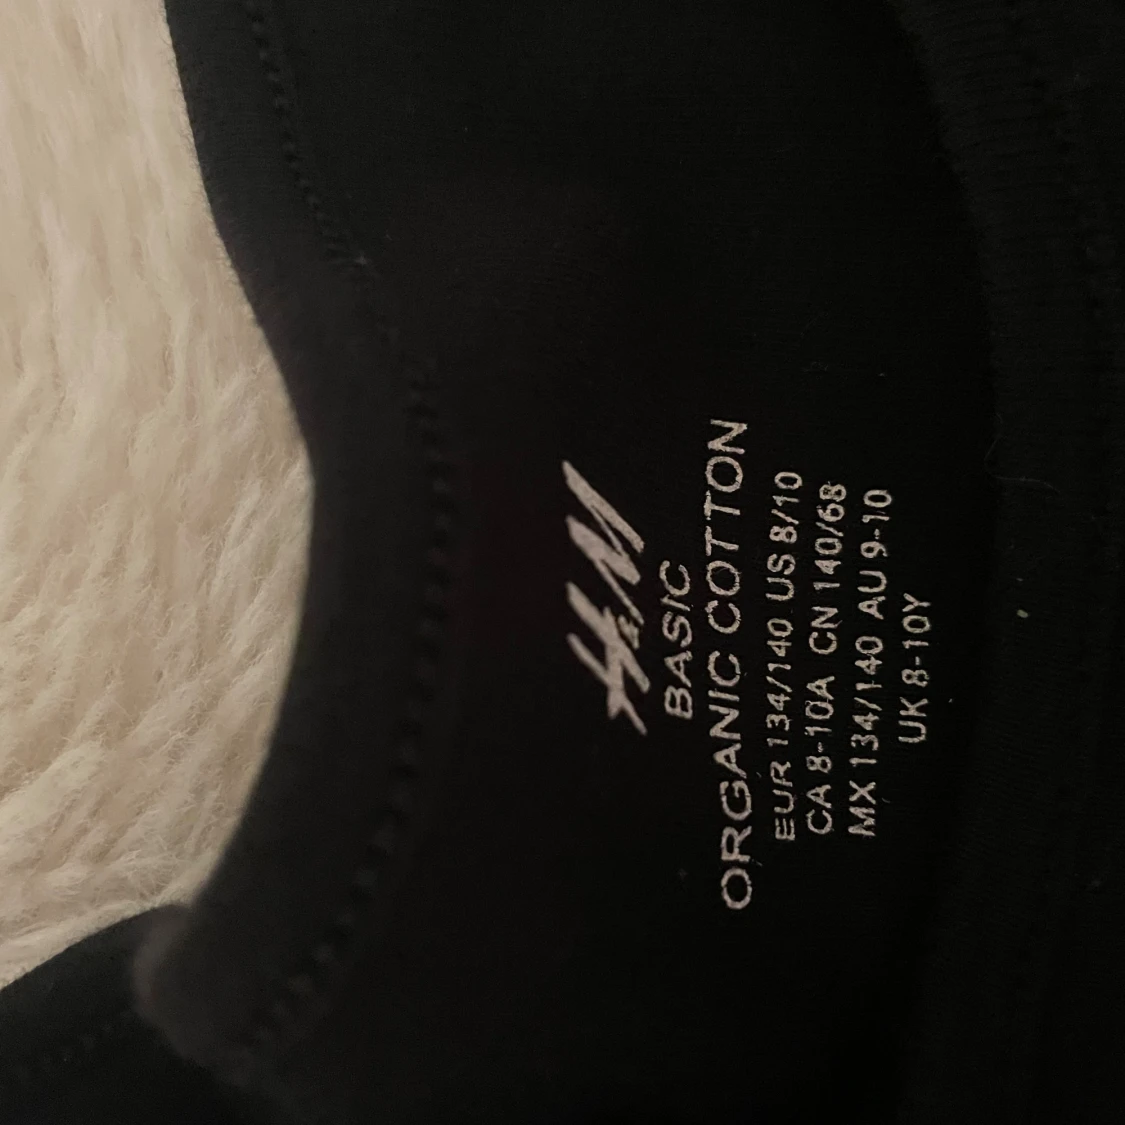 H&M
BASIC
ORGANIC COTTON
EUR 134/140 US 8/10
CA 8-10A CN 140/68
MX 134/140 AU 9-10
UK 8-10Y